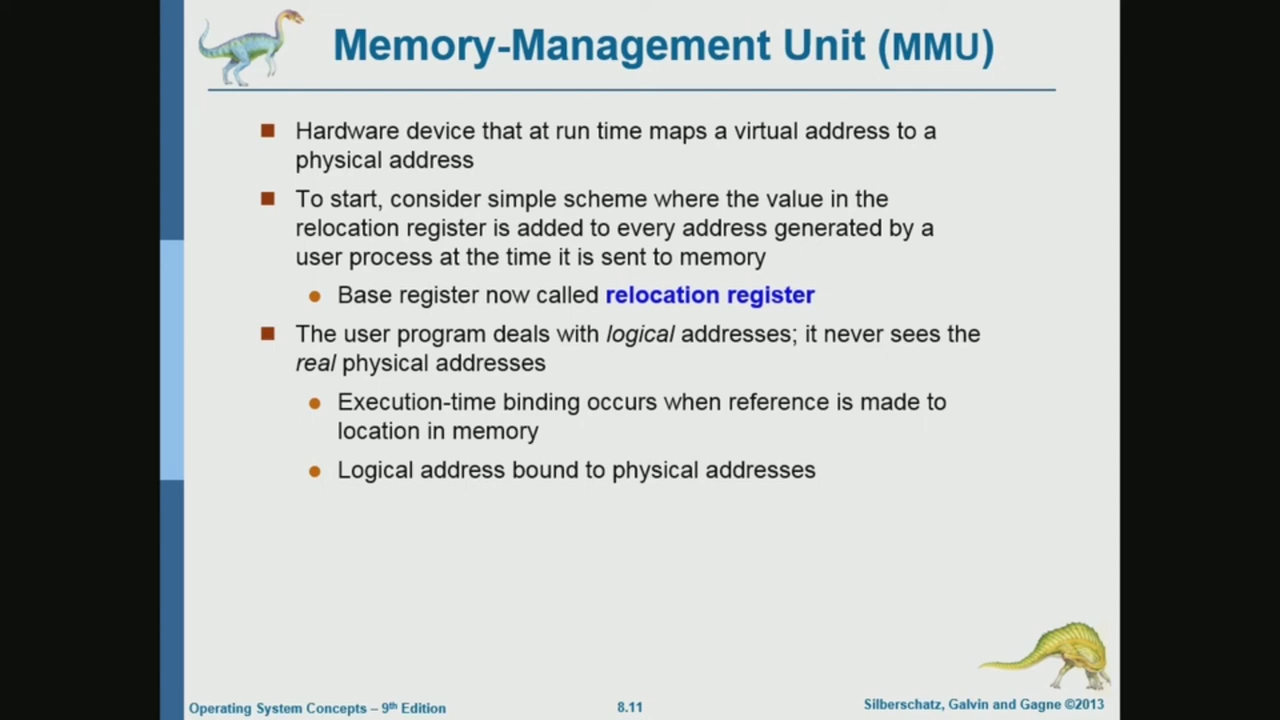 Memory-Management Unit (MMU)
Hardware device that at run time maps a virtual address to a
physical address
To start, consider simple scheme where the value in the
relocation register is added to every address generated by a
user process at the time it is sent to memory
Base register now called relocation register
The user program deals with logical addresses; it never sees the
real physical addresses
Execution-time binding occurs when reference is made to
location in memory
Logical address bound to physical addresses
Operating System Concepts – 9th Edition
8.11
Silberschatz, Galvin and Gagne ©2013